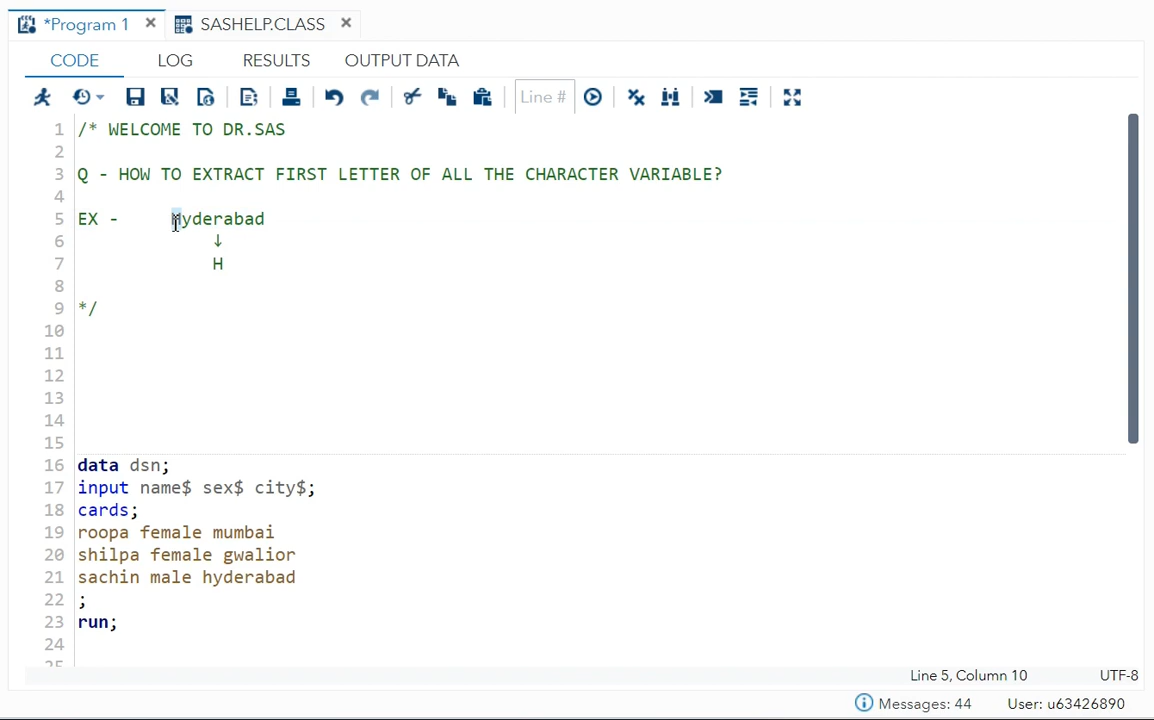 *Program 1 × SASHELP.CLASS ×
CODE LOG RESULTS OUTPUT DATA
Line #
1 /* WELCOME TO DR.SAS
2
3 Q - HOW TO EXTRACT FIRST LETTER OF ALL THE CHARACTER VARIABLE?
4
5 EX - Hyderabad
6 ↓
7 H
8
9 */
10
11
12
13
14
15
16 data dsn;
17 input name$ sex$ city$;
18 cards;
19 roopa female mumbai
20 shilpa female gwalior
21 sachin male hyderabad
22 ;
23 run;
24
25
Line 5, Column 10 UTF-8
Messages: 44 User: u63426890